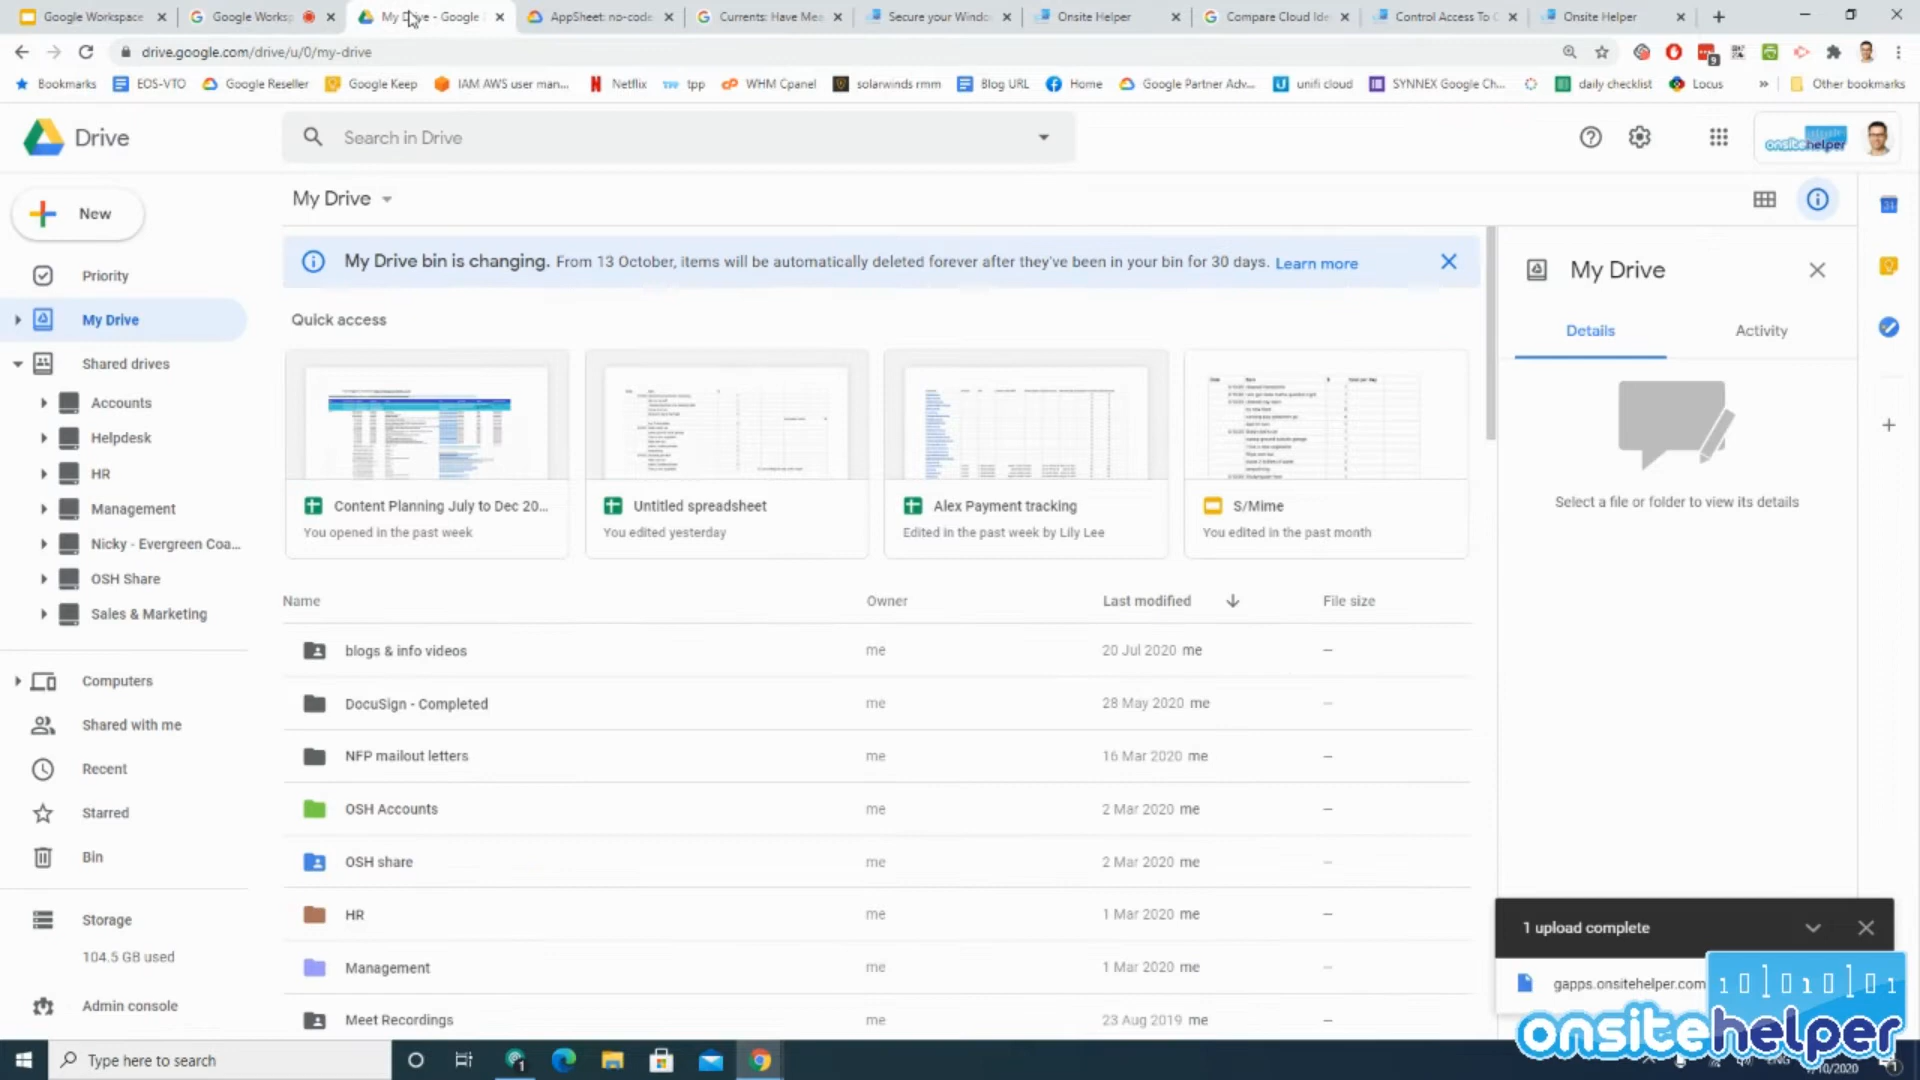 Google Workspace
Google Worksp
My Drive - Google
AppSheet: no-code
Currents: Have Mea
Secure your Windo
Onsite Helper
Compare Cloud Ide
Control Access To C
Onsite Helper
drive.google.com/drive/u/0/my-drive
9
Bookmarks
EOS-VTO
Google Reseller
Google Keep
IAM AWS user man...
Netflix
tpp
WHM Cpanel
solarwinds rmm
Blog URL
Home
Google Partner Adv...
unifi cloud
SYNNEX Google Ch...
daily checklist
Locus
Other bookmarks
Drive
Search in Drive
onsitehelper
New
My Drive
My Drive bin is changing. From 13 October, items will be automatically deleted forever after they've been in your bin for 30 days. Learn more
My Drive
Details
Activity
Select a file or folder to view its details
Priority
My Drive
Shared drives
Accounts
Helpdesk
HR
Management
Nicky - Evergreen Coa...
OSH Share
Sales & Marketing
Computers
Shared with me
Recent
Starred
Bin
Storage
104.5 GB used
Admin console
Quick access
Content Planning July to Dec 20...
You opened in the past week
Untitled spreadsheet
You edited yesterday
Alex Payment tracking
Edited in the past week by Lily Lee
S/Mime
You edited in the past month
Name Owner Last modified File size
blogs & info videos me 20 Jul 2020 me –
DocuSign - Completed me 28 May 2020 me –
NFP mailout letters me 16 Mar 2020 me –
OSH Accounts me 2 Mar 2020 me –
OSH share me 2 Mar 2020 me –
HR me 1 Mar 2020 me –
Management me 1 Mar 2020 me –
Meet Recordings me 23 Aug 2019 me
1 upload complete
gapps.onsitehelper.com
onsitehelper
Type here to search